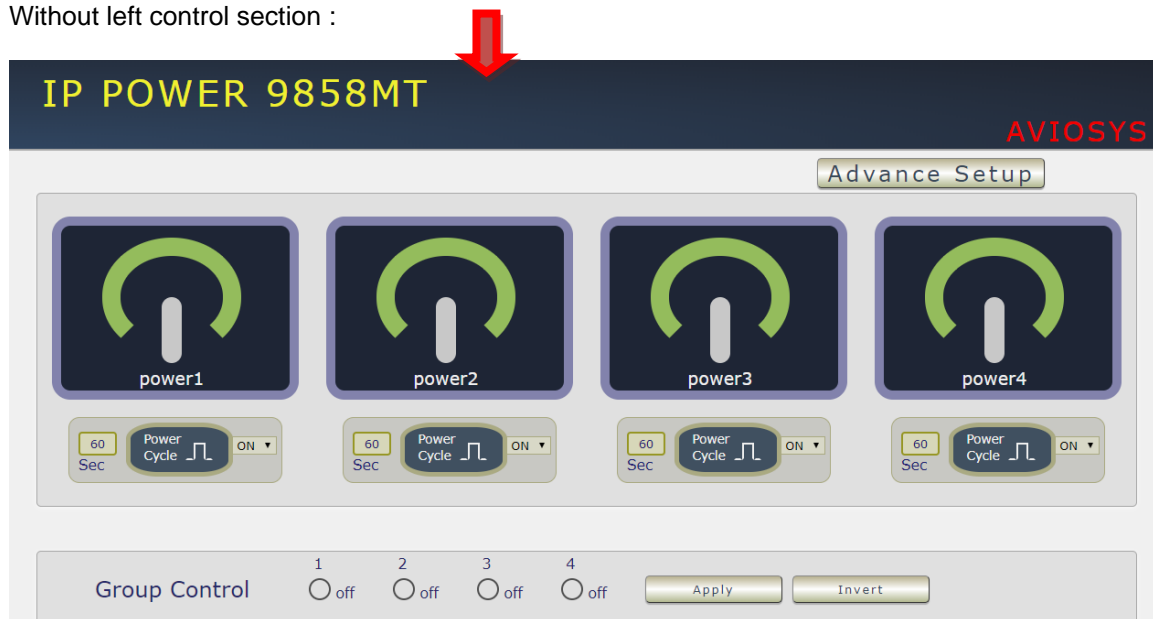 Without left control section :
IP POWER 9858MT
AVIOSYS
Advance Setup
power1 power2 power3 power4
60 Sec Power Cycle ON 60 Sec Power Cycle ON 60 Sec Power Cycle ON 60 Sec Power Cycle ON
1 2 3 4
Group Control off off off off Apply Invert